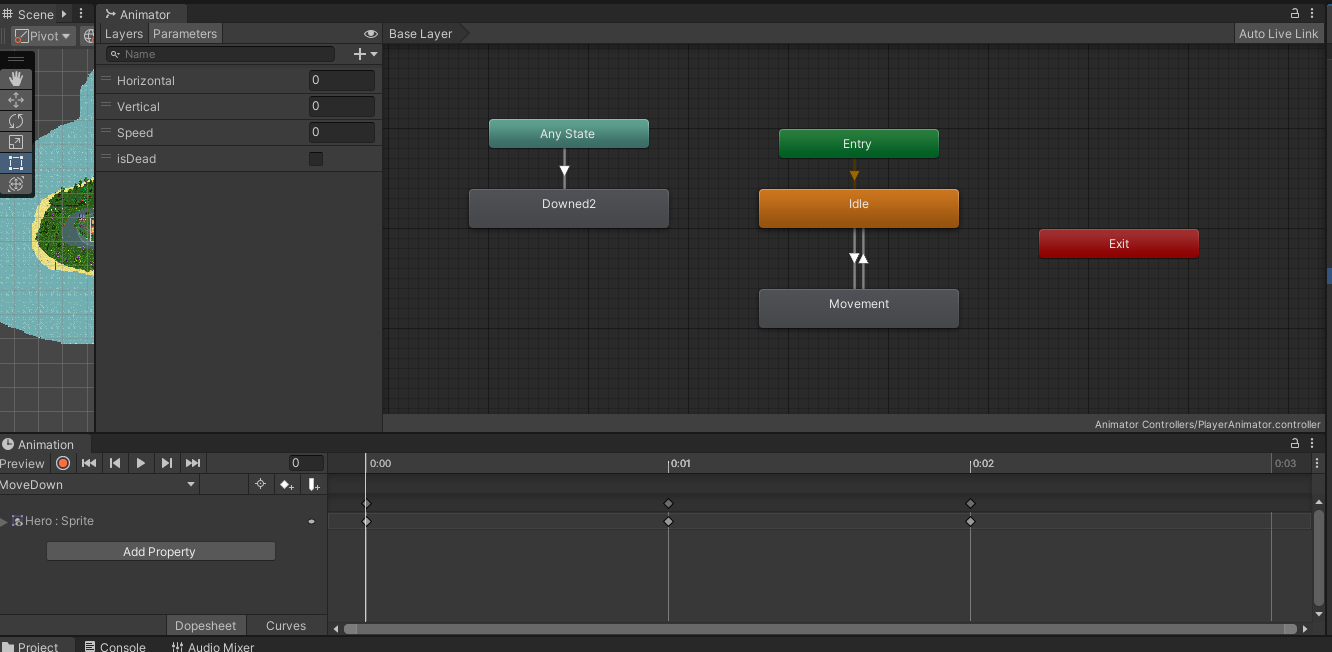 Scene
Animator
Pivot
Layers Parameters
Base Layer
Auto Live Link
Name
Horizontal 0
Vertical 0
Speed 0
isDead
Any State
Downed2
Entry
Idle
Movement
Exit
Animator Controllers/PlayerAnimator.controller
Animation
Preview 0
0:00 0:01 0:02 0:03
MoveDown
Hero : Sprite
Add Property
Dopesheet Curves
Project Console Audio Mixer